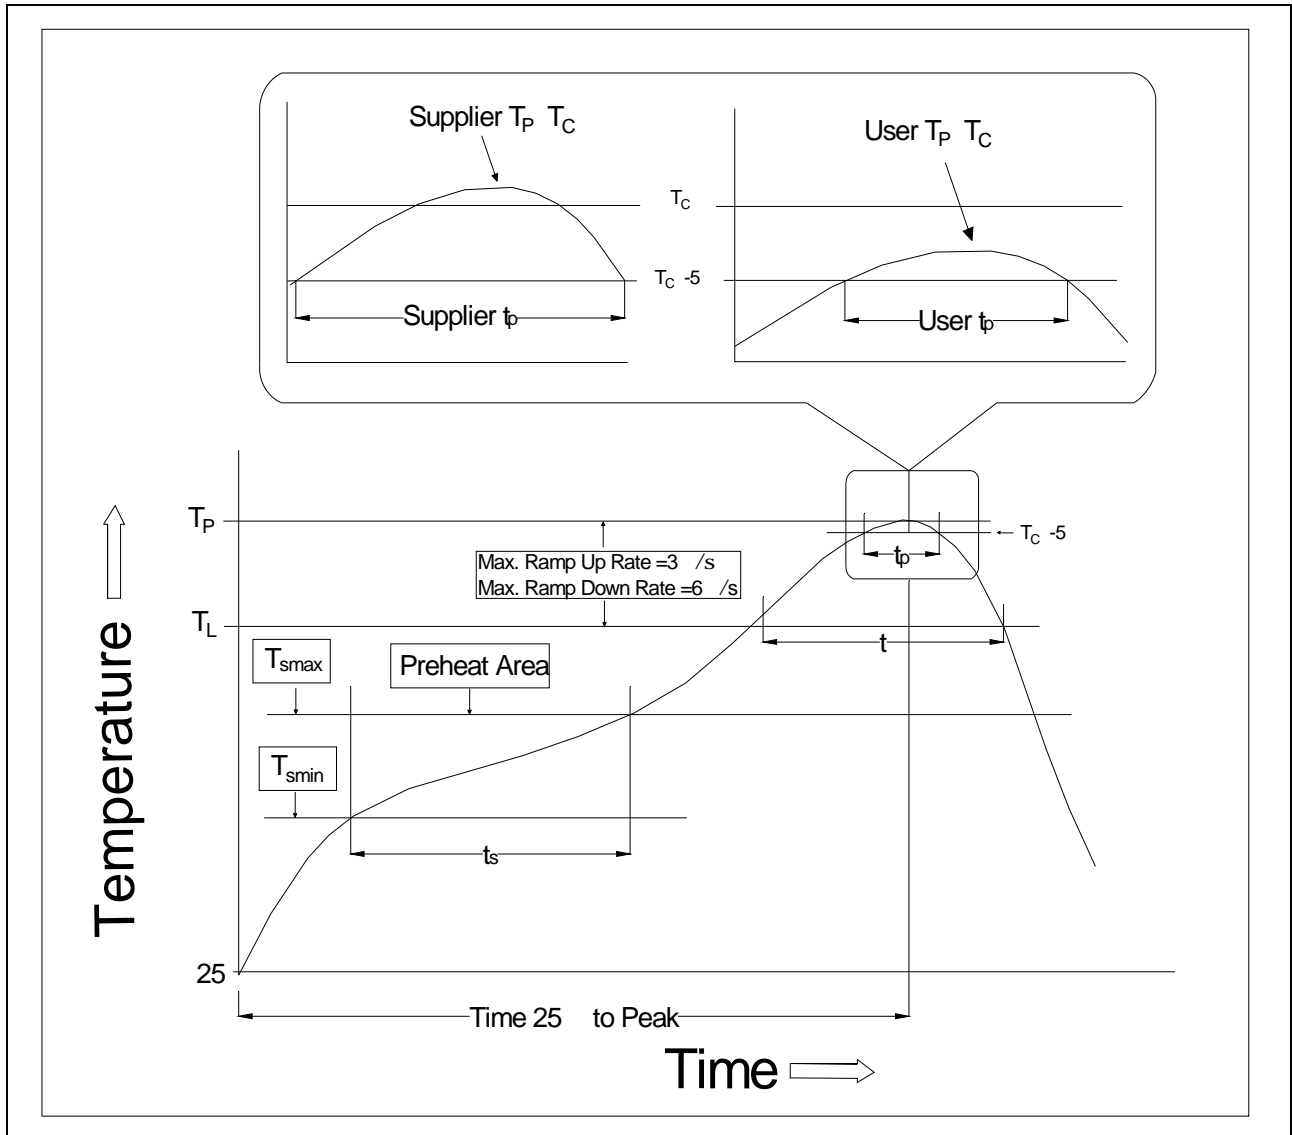 Supplier TP TC
User TP TC
TC
TC -5
Supplier tp
User tp
TP
TC -5
Max. Ramp Up Rate =3 /s
Max. Ramp Down Rate =6 /s
tp
TL
t
Tsmax
Preheat Area
Tsmin
ts
Temperature
25
Time 25 to Peak
Time